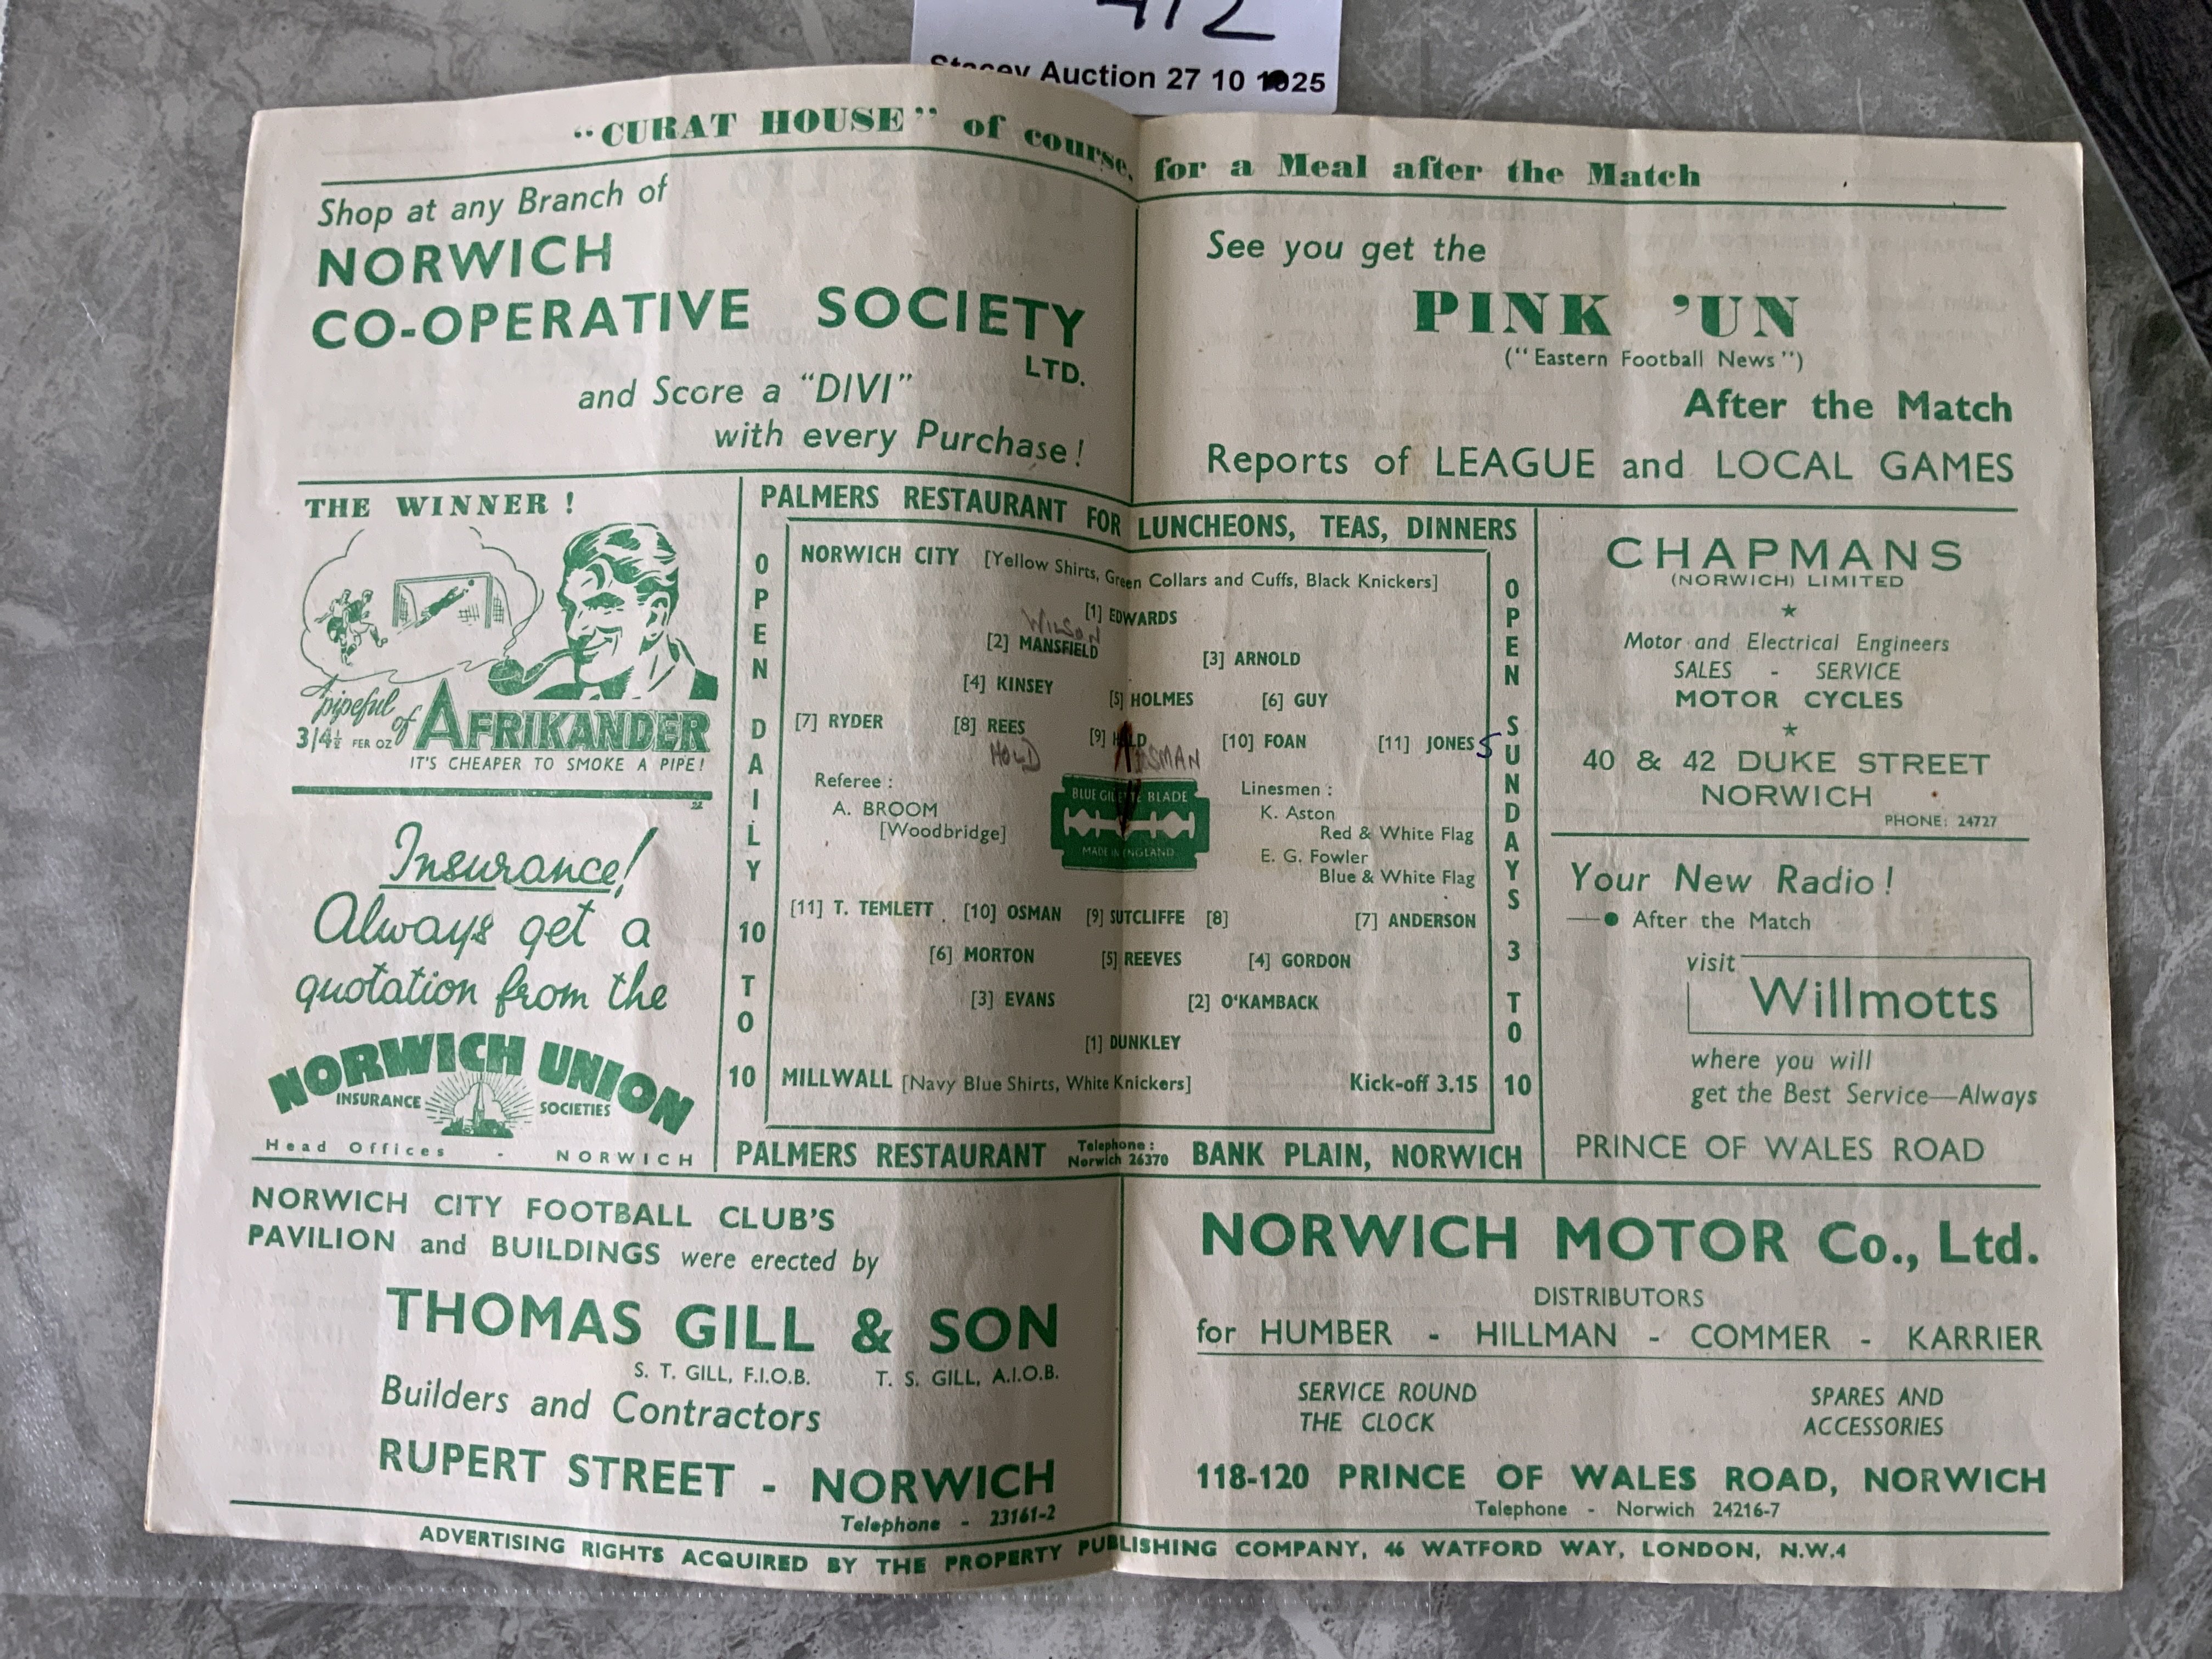 412
Stacey Auction 27 10 25
"CURAT HOUSE" of course, for a Meal after the Match
Shop at any Branch of
NORWICH
CO-OPERATIVE SOCIETY
LTD.
and Score a "DIVI"
with every Purchase!
See you get the
PINK 'UN
("Eastern Football News")
After the Match
Reports of LEAGUE and LOCAL GAMES
THE WINNER!
A pipeful of AFRIKANDER
3/4½ PER OZ
IT'S CHEAPER TO SMOKE A PIPE!
Insurance!
Always get a
quotation from the
NORWICH UNION
INSURANCE SOCIETIES
Head Offices - NORWICH
PALMERS RESTAURANT FOR LUNCHEONS, TEAS, DINNERS
OPEN DAILY 10 TO 10
NORWICH CITY [Yellow Shirts, Green Collars and Cuffs, Black Knickers]
[1] EDWARDS
WILSON
[2] MANSFIELD [3] ARNOLD
[4] KINSEY [5] HOLMES [6] GUY
[7] RYDER [8] REES [9] [10] FOAN [11] JONES S
HOLD
Referee :
A. BROOM
[Woodbridge]
BLUE GILLETTE BLADE
MADE IN ENGLAND
Linesmen :
K. Aston
Red & White Flag
E. G. Fowler
Blue & White Flag
[11] T. TEMLETT [10] OSMAN [9] SUTCLIFFE [8] [7] ANDERSON
[6] MORTON [5] REEVES [4] GORDON
[3] EVANS [2] O'KAMBACK
[1] DUNKLEY
MILLWALL [Navy Blue Shirts, White Knickers] Kick-off 3.15
OPEN SUNDAYS 3 TO 10
PALMERS RESTAURANT Telephone : Norwich 26370 BANK PLAIN, NORWICH
CHAPMANS
(NORWICH) LIMITED
Motor and Electrical Engineers
SALES - SERVICE
MOTOR CYCLES
40 & 42 DUKE STREET
NORWICH
PHONE: 24727
Your New Radio!
After the Match
visit
Willmotts
where you will
get the Best Service—Always
PRINCE OF WALES ROAD
NORWICH CITY FOOTBALL CLUB'S
PAVILION and BUILDINGS were erected by
THOMAS GILL & SON
S. T. GILL, F.I.O.B. T. S. GILL, A.I.O.B.
Builders and Contractors
RUPERT STREET - NORWICH
Telephone - 23161-2
NORWICH MOTOR Co., Ltd.
DISTRIBUTORS
for HUMBER - HILLMAN - COMMER - KARRIER
SERVICE ROUND
THE CLOCK
SPARES AND
ACCESSORIES
118-120 PRINCE OF WALES ROAD, NORWICH
Telephone - Norwich 24216-7
ADVERTISING RIGHTS ACQUIRED BY THE PROPERTY PUBLISHING COMPANY, 46 WATFORD WAY, LONDON, N.W.4